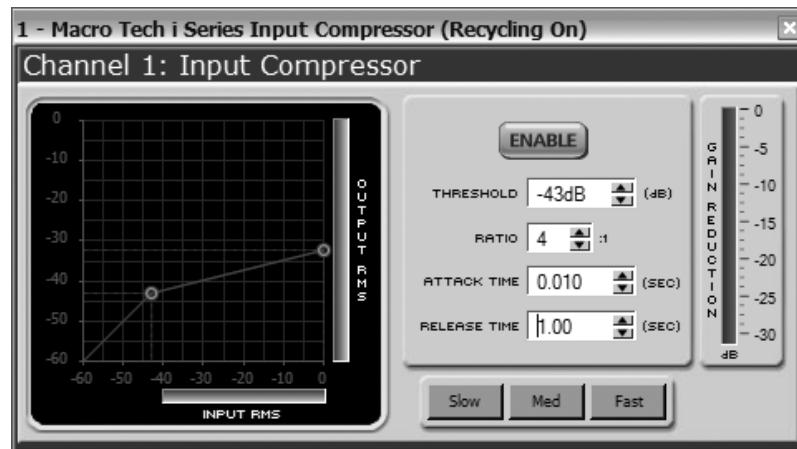 1 - Macro Tech i Series Input Compressor (Recycling On)
Channel 1: Input Compressor
0
-10
-20
-30
-40
-50
-60
-60 -50 -40 -30 -20 -10 0
INPUT RMS
OUTPUT RMS
ENABLE
THRESHOLD -43dB (dB)
RATIO 4 :1
ATTACK TIME 0.010 (SEC)
RELEASE TIME 1.00 (SEC)
Slow Med Fast
GAIN REDUCTION
0
-5
-10
-15
-20
-25
-30
dB